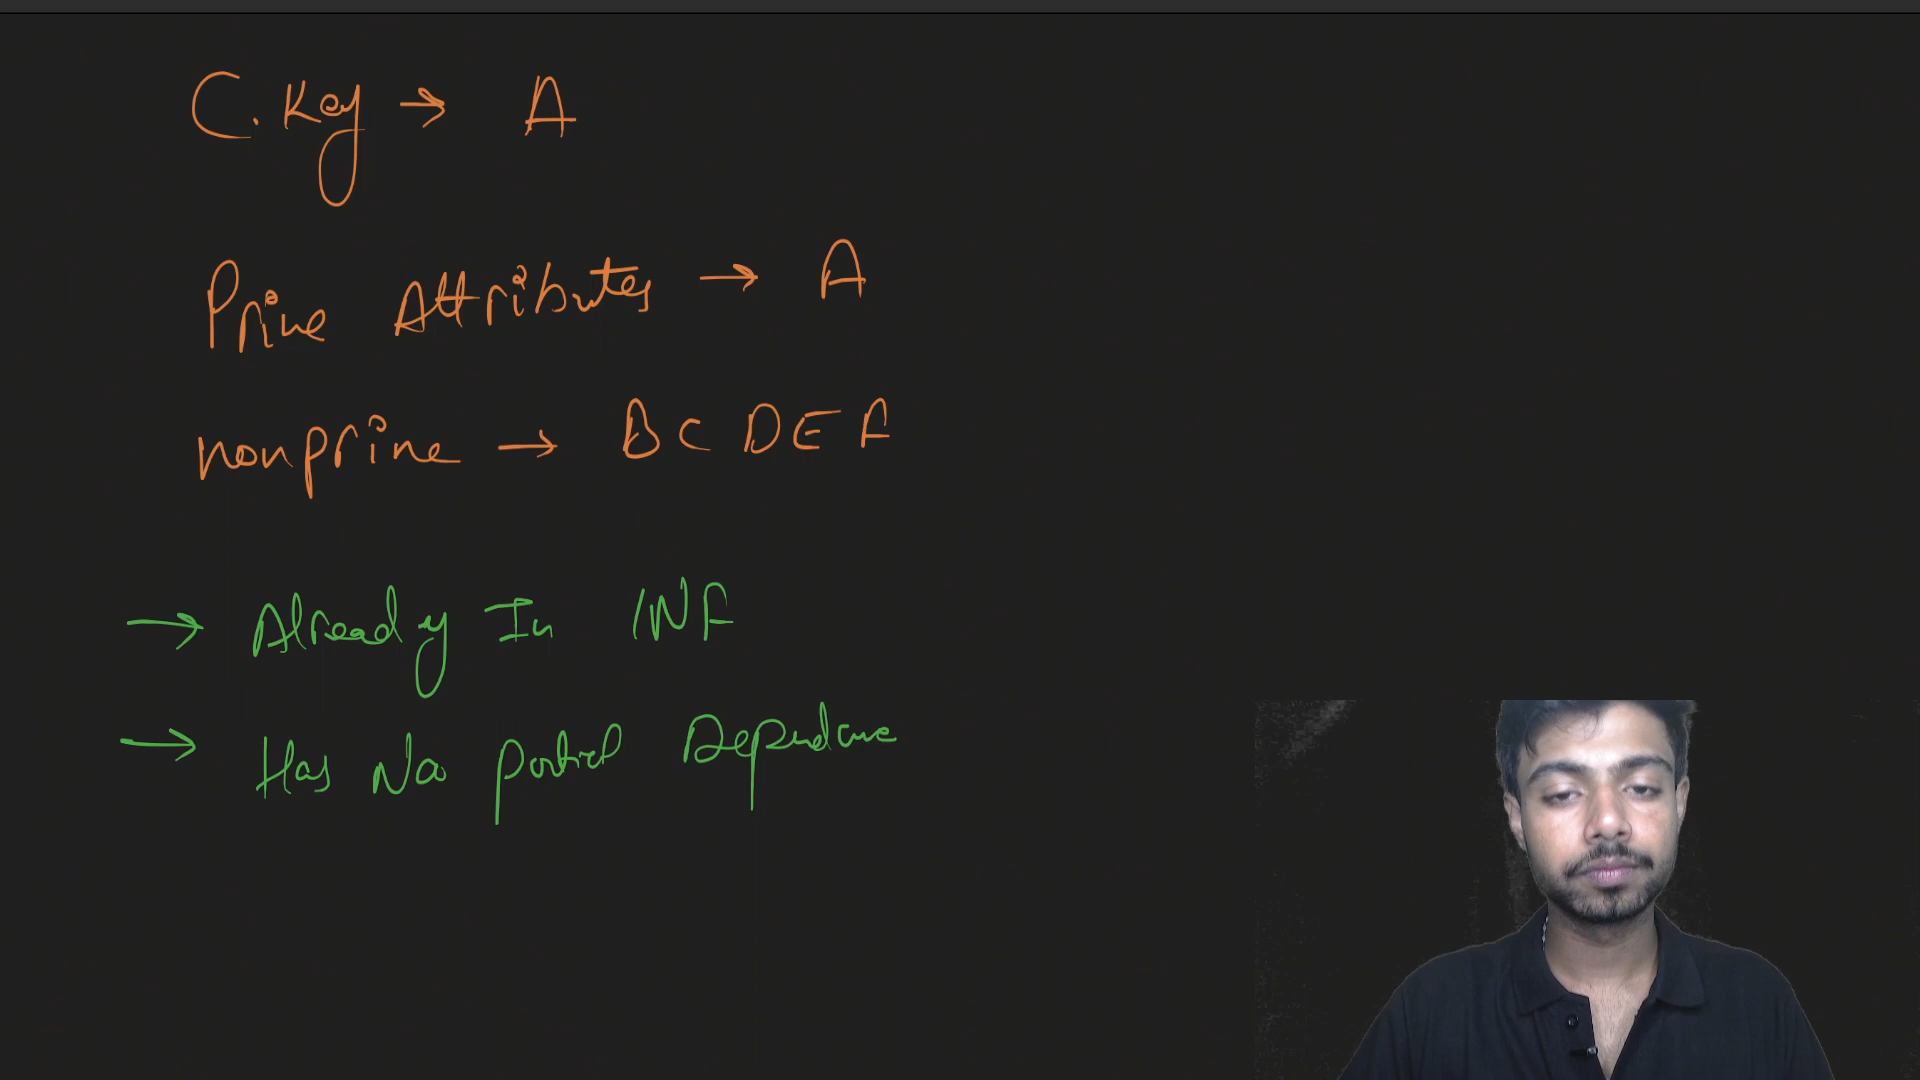 C. Key → A
Prime Attributes → A
nonprime → B C D E F
→ Already In 1NF
→ Has No Partial Dependence